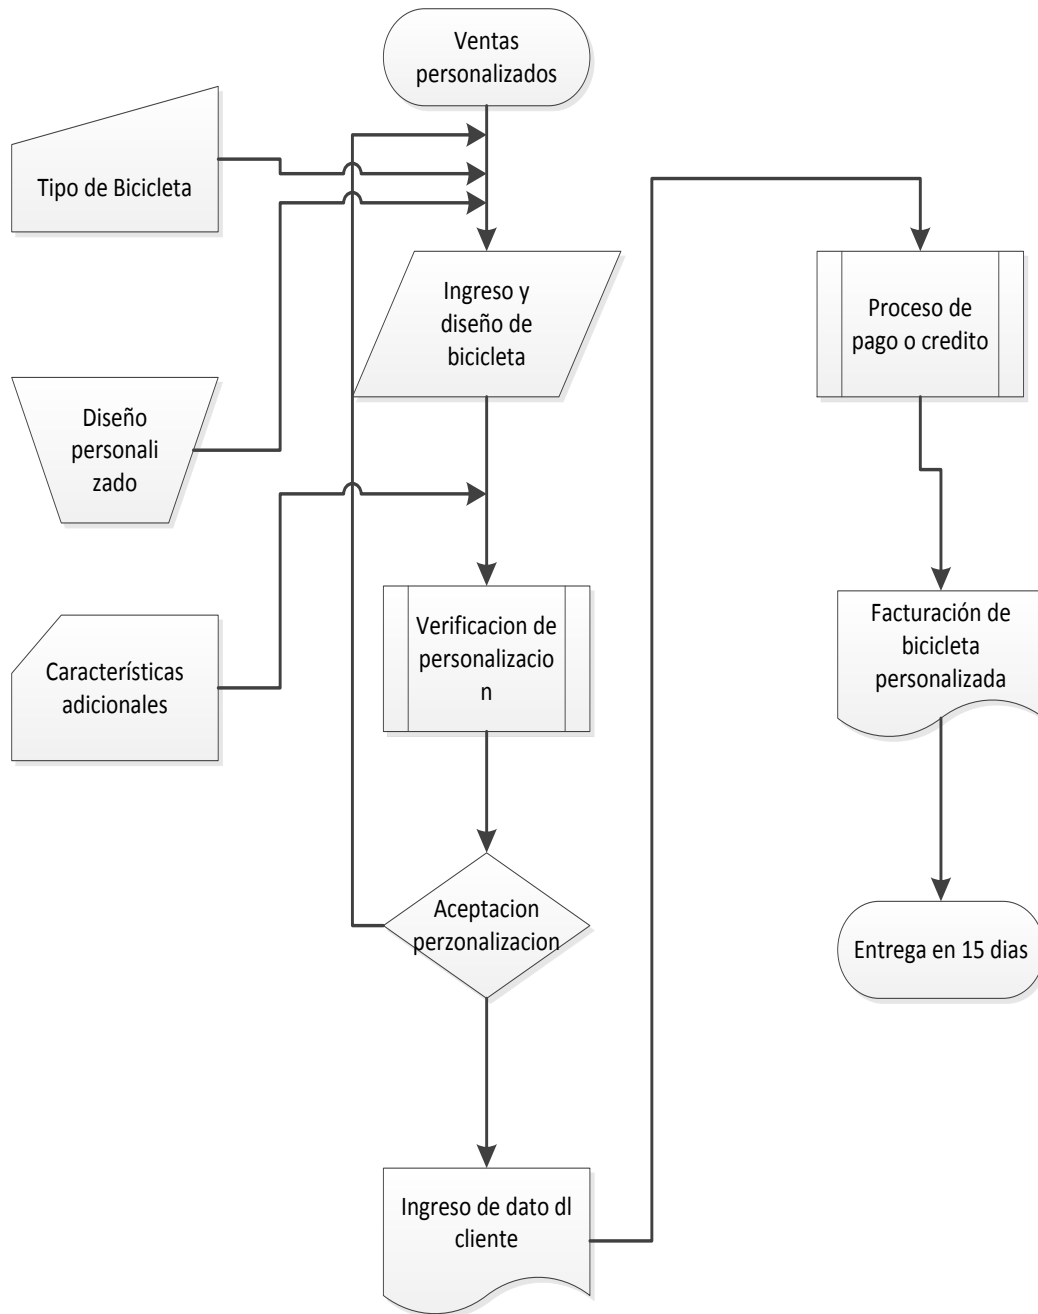 Ventas
personalizados
Tipo de Bicicleta
Ingreso y
diseño de
bicicleta
Diseño
personali
zado
Características
adicionales
Verificacion de
personalizacio
n
Aceptacion
perzonalizacion
Ingreso de dato dl
cliente
Proceso de
pago o credito
Facturación de
bicicleta
personalizada
Entrega en 15 dias